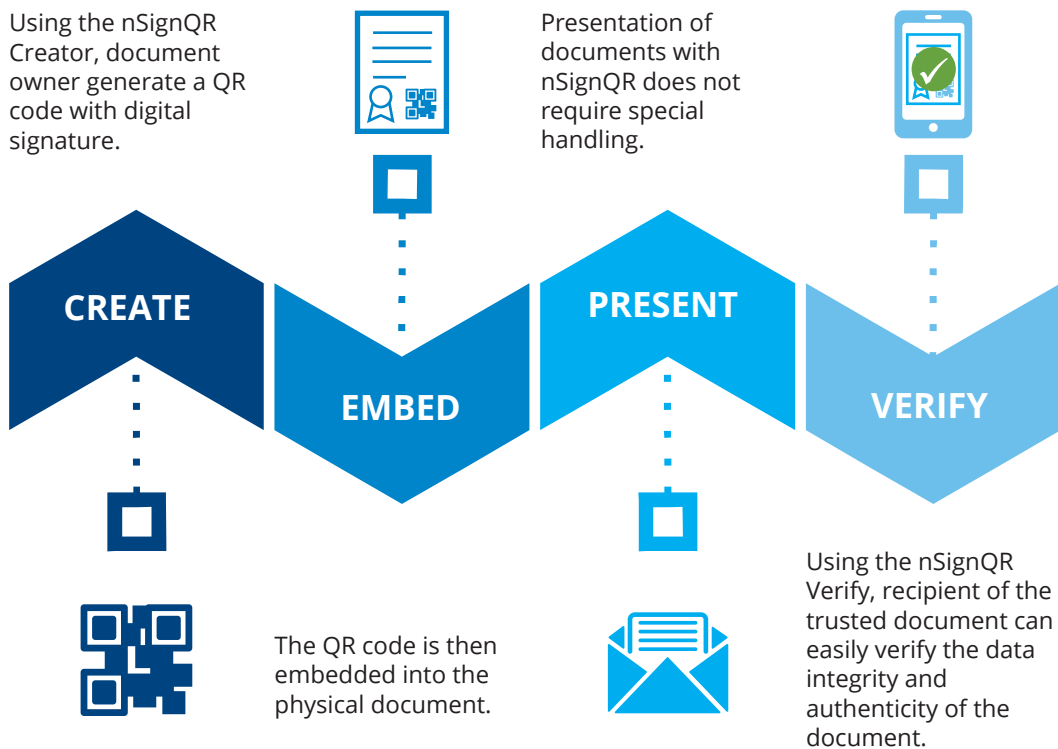 Using the nSignQR
Creator, document
owner generate a QR
code with digital
signature.
CREATE
EMBED
The QR code is then
embedded into the
physical document.
Presentation of
documents with
nSignQR does not
require special
handling.
PRESENT
VERIFY
Using the nSignQR
Verify, recipient of the
trusted document can
easily verify the data
integrity and
authenticity of the
document.